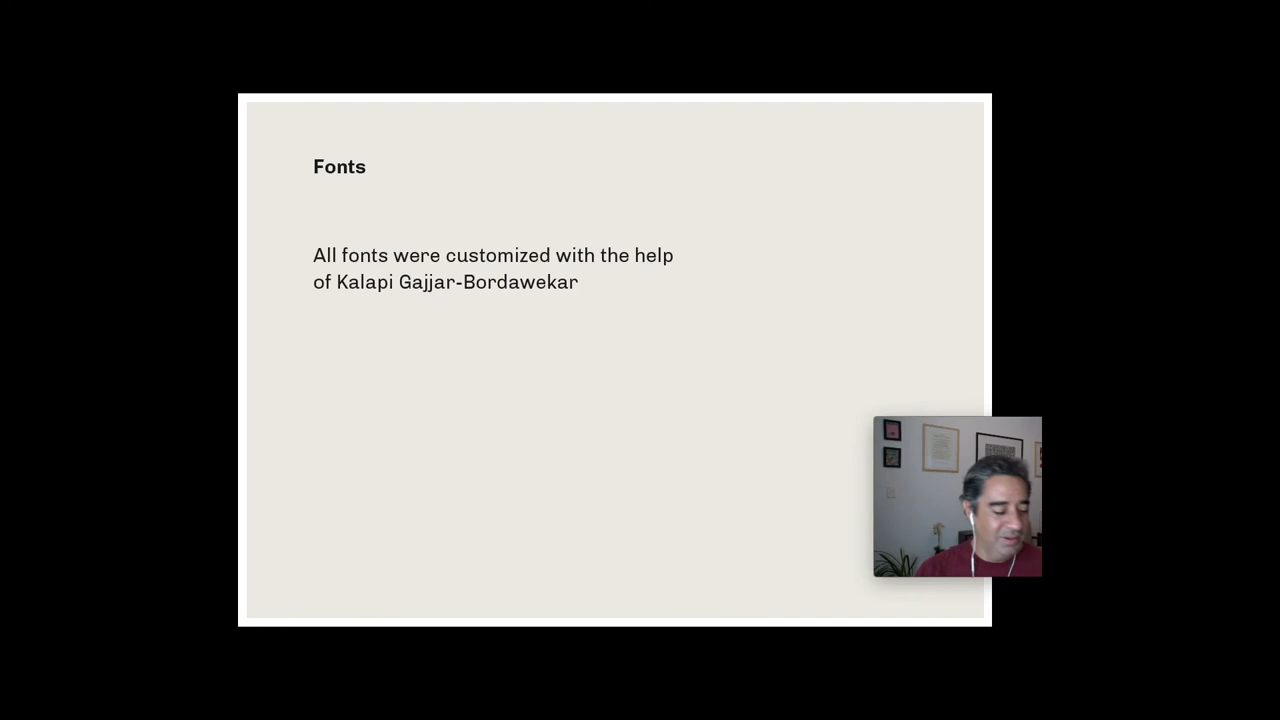 Fonts
All fonts were customized with the help
of Kalapi Gajjar-Bordawekar